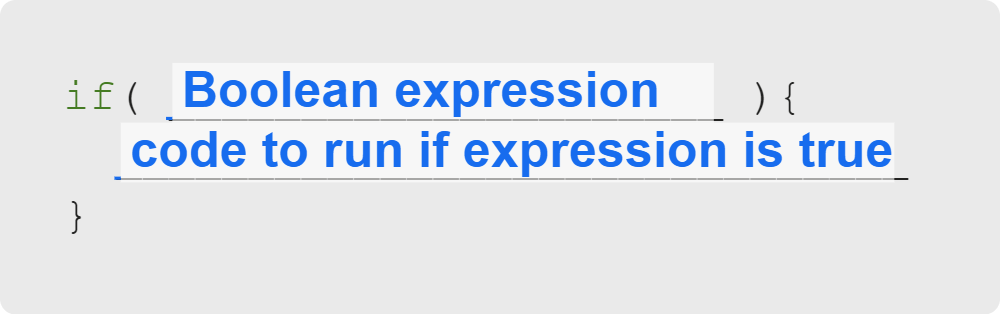 if( Boolean expression ){
code to run if expression is true
}